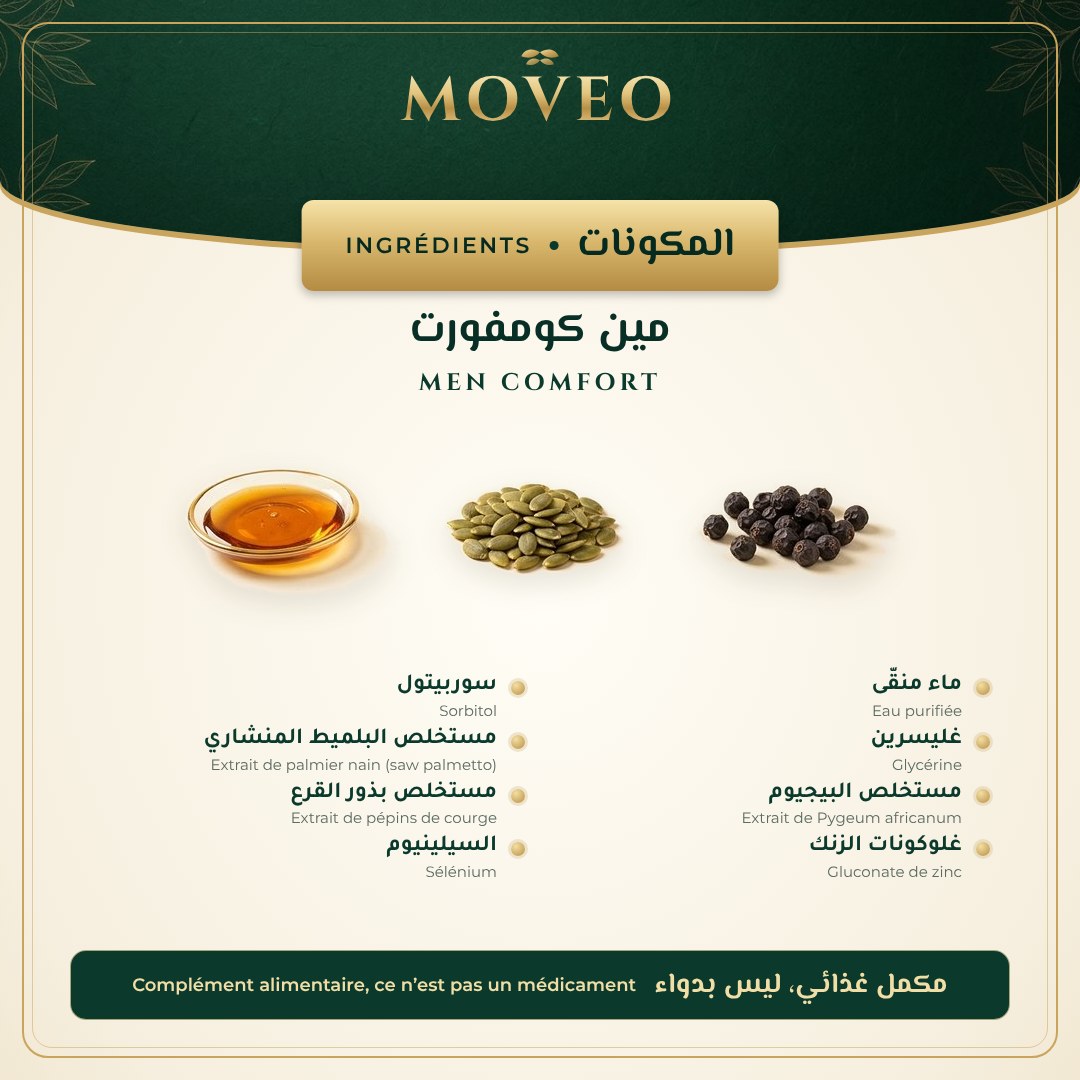 MOVEO
المكونات • INGRÉDIENTS
مين كومفورت
MEN COMFORT
ماء منقّى
Eau purifiée
غليسرين
Glycérine
مستخلص البيجيوم
Extrait de Pygeum africanum
غلوكونات الزنك
Gluconate de zinc
سوربيتول
Sorbitol
مستخلص البلميط المنشاري
Extrait de palmier nain (saw palmetto)
مستخلص بذور القرع
Extrait de pépins de courge
السيلينيوم
Sélénium
مكمل غذائي، ليس بدواء Complément alimentaire, ce n’est pas un médicament